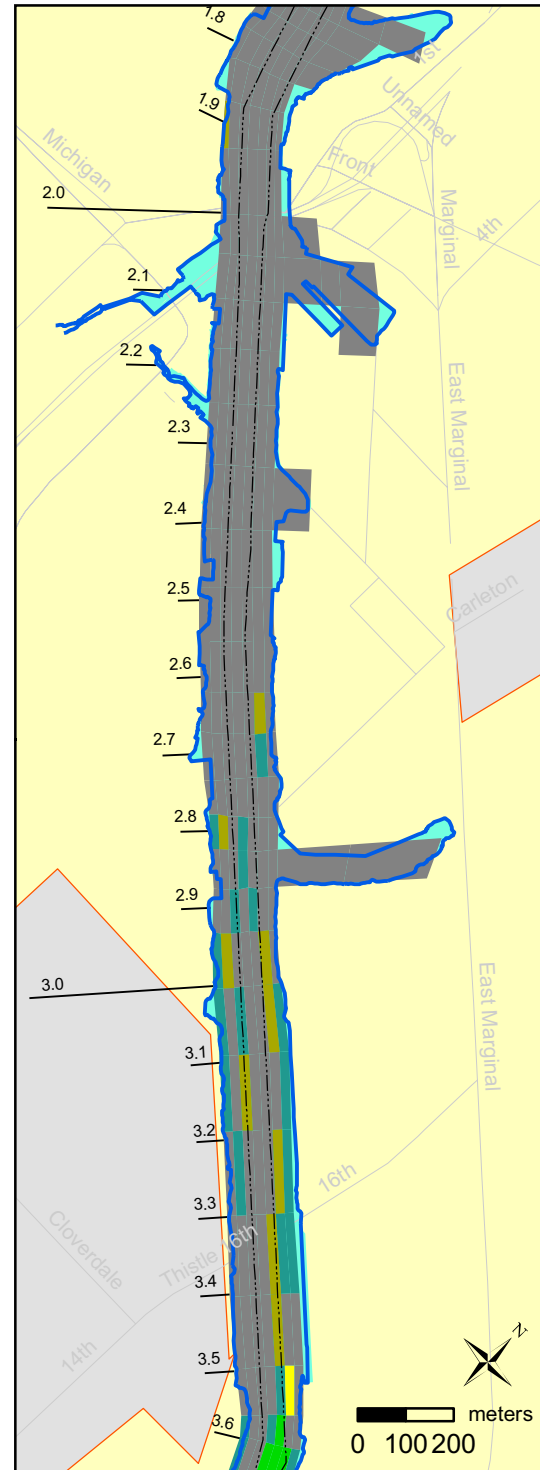 1.8
1st
1.9
Unnamed
Michigan
Front
2.0
Marginal
4th
2.1
2.2
East Marginal
2.3
2.4
2.5
Carleton
2.6
2.7
2.8
2.9
3.0
East Marginal
3.1
3.2
16th
3.3
Cloverdale
Thistle 16th
3.4
14th
3.5
N
3.6
meters
0 100 200